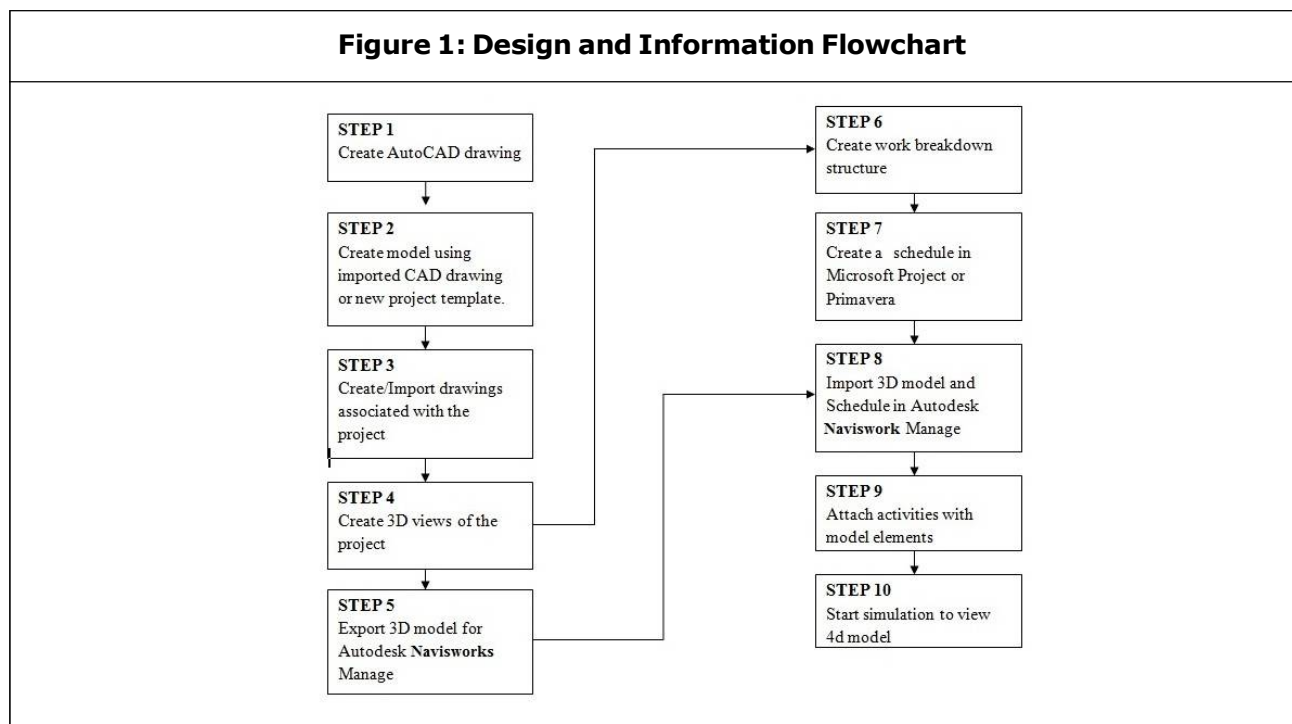 Figure 1: Design and Information Flowchart
STEP 1
Create AutoCAD drawing
STEP 2
Create model using
imported CAD drawing
or new project template.
STEP 3
Create/Import drawings
associated with the
project
STEP 4
Create 3D views of the
project
STEP 5
Export 3D model for
Autodesk Navisworks
Manage
STEP 6
Create work breakdown
structure
STEP 7
Create a schedule in
Microsoft Project or
Primavera
STEP 8
Import 3D model and
Schedule in Autodesk
Naviswork Manage
STEP 9
Attach activities with
model elements
STEP 10
Start simulation to view
4d model